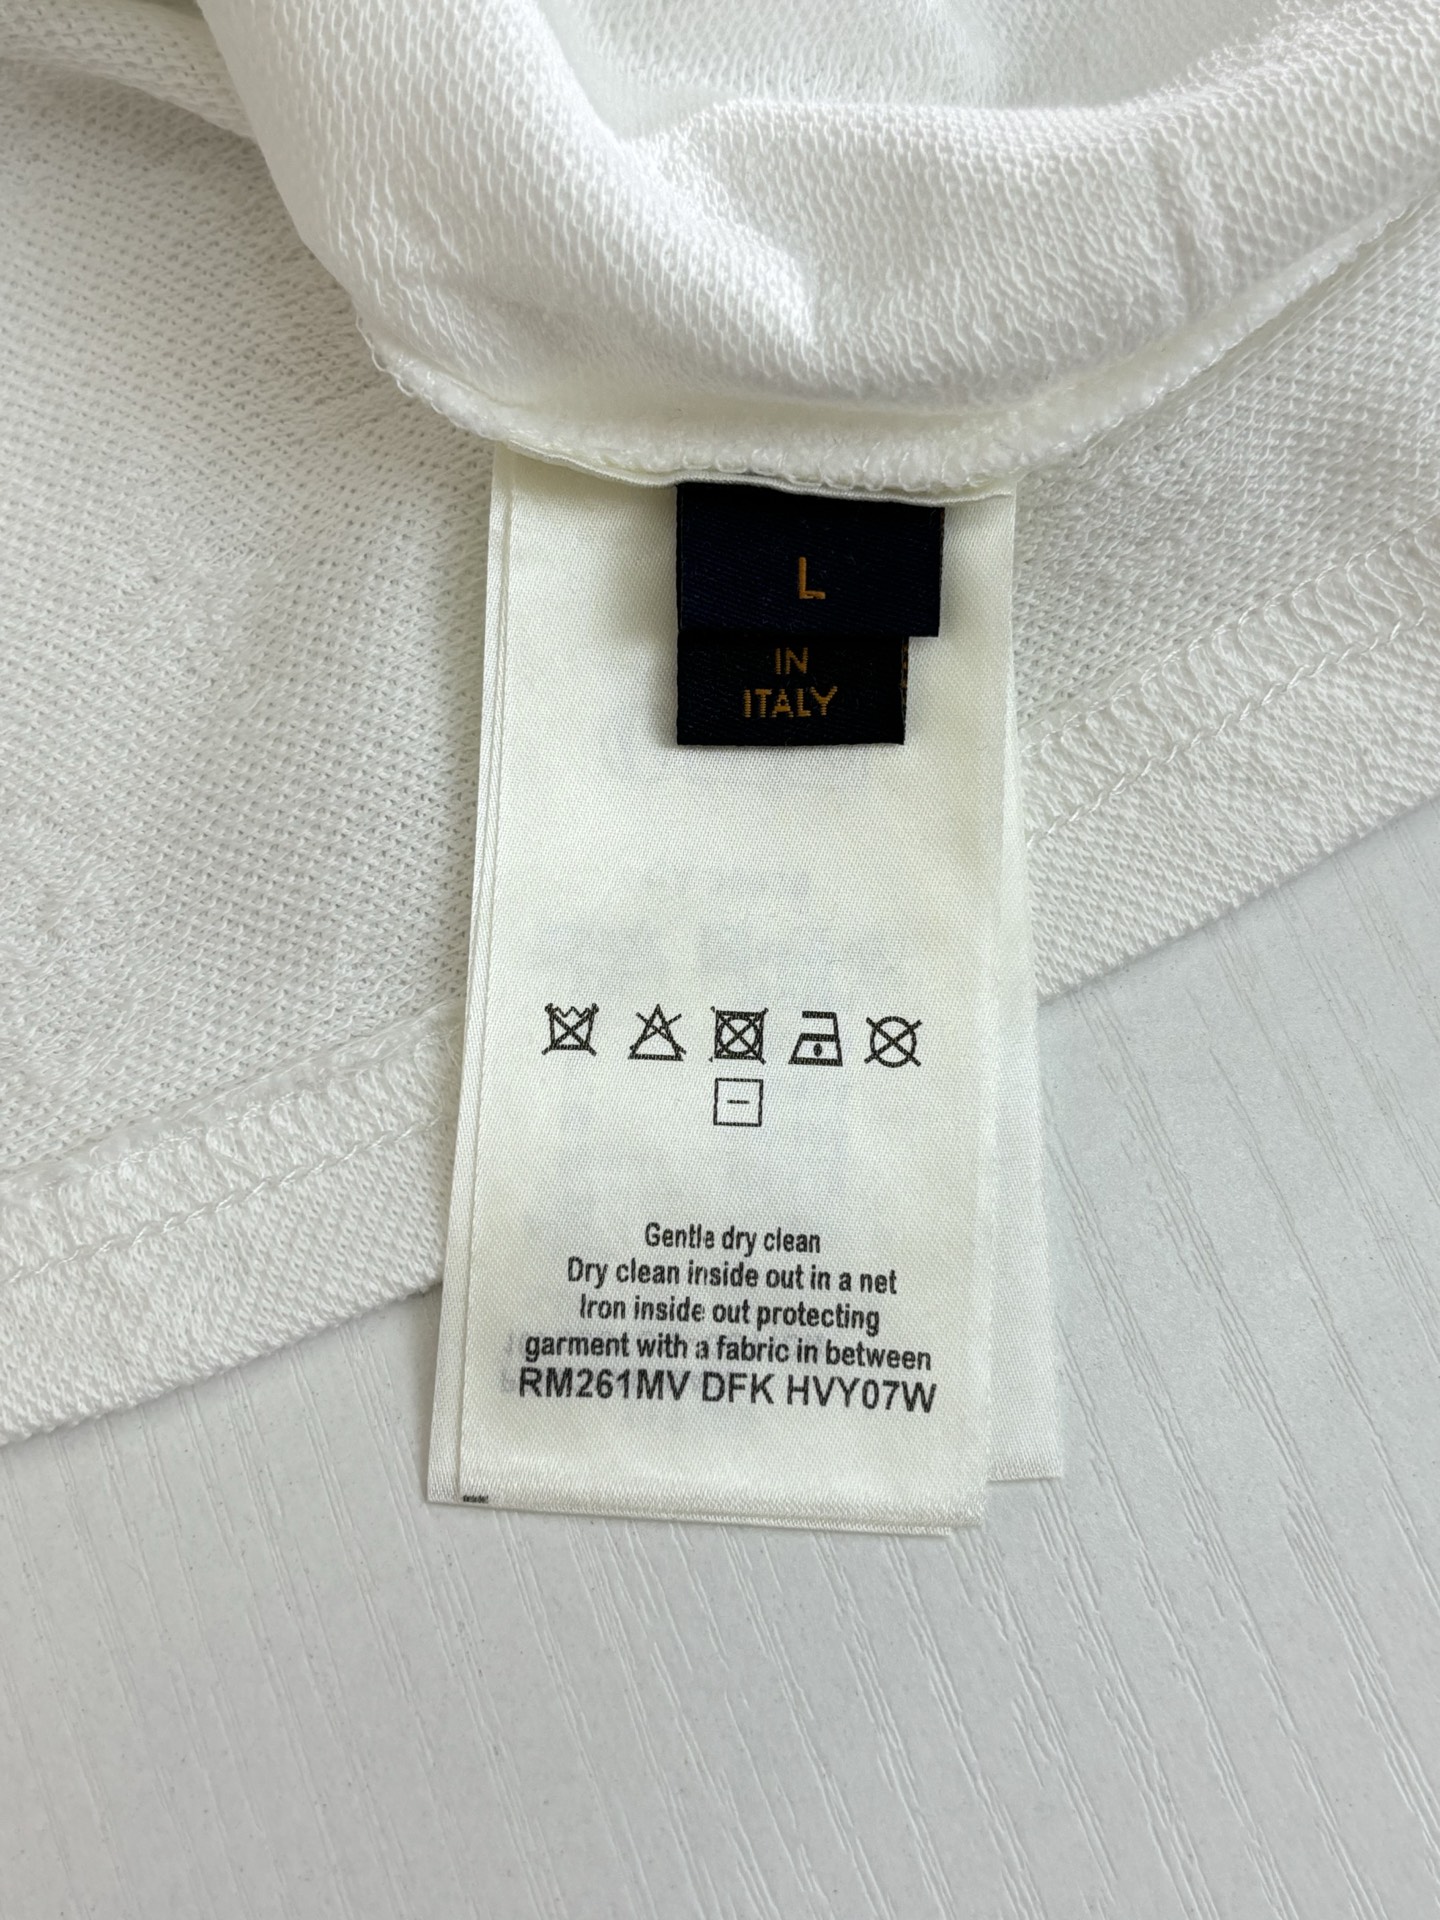 L
IN
ITALY
Gentle dry clean
Dry clean inside out in a net
Iron inside out protecting
garment with a fabric in between
RM261MV DFK HVY07W